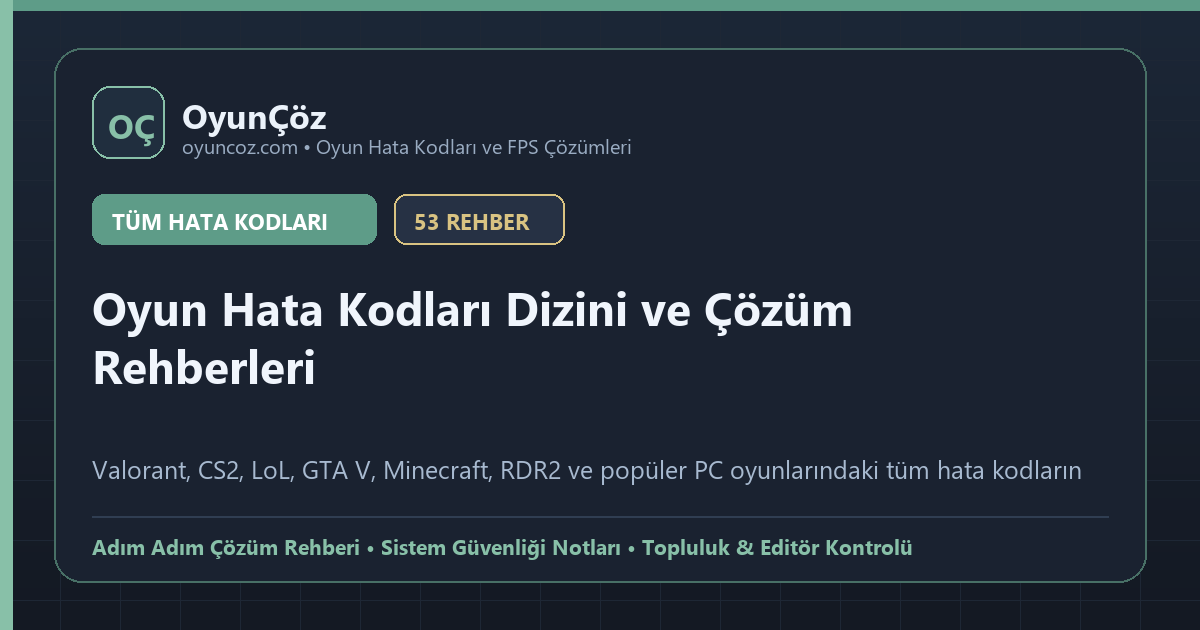 OÇ
OyunÇöz
oyuncoz.com • Oyun Hata Kodları ve FPS Çözümleri
TÜM HATA KODLARI
53 REHBER
Oyun Hata Kodları Dizini ve Çözüm
Rehberleri
Valorant, CS2, LoL, GTA V, Minecraft, RDR2 ve popüler PC oyunlarındaki tüm hata kodların
Adım Adım Çözüm Rehberi • Sistem Güvenliği Notları • Topluluk & Editör Kontrolü